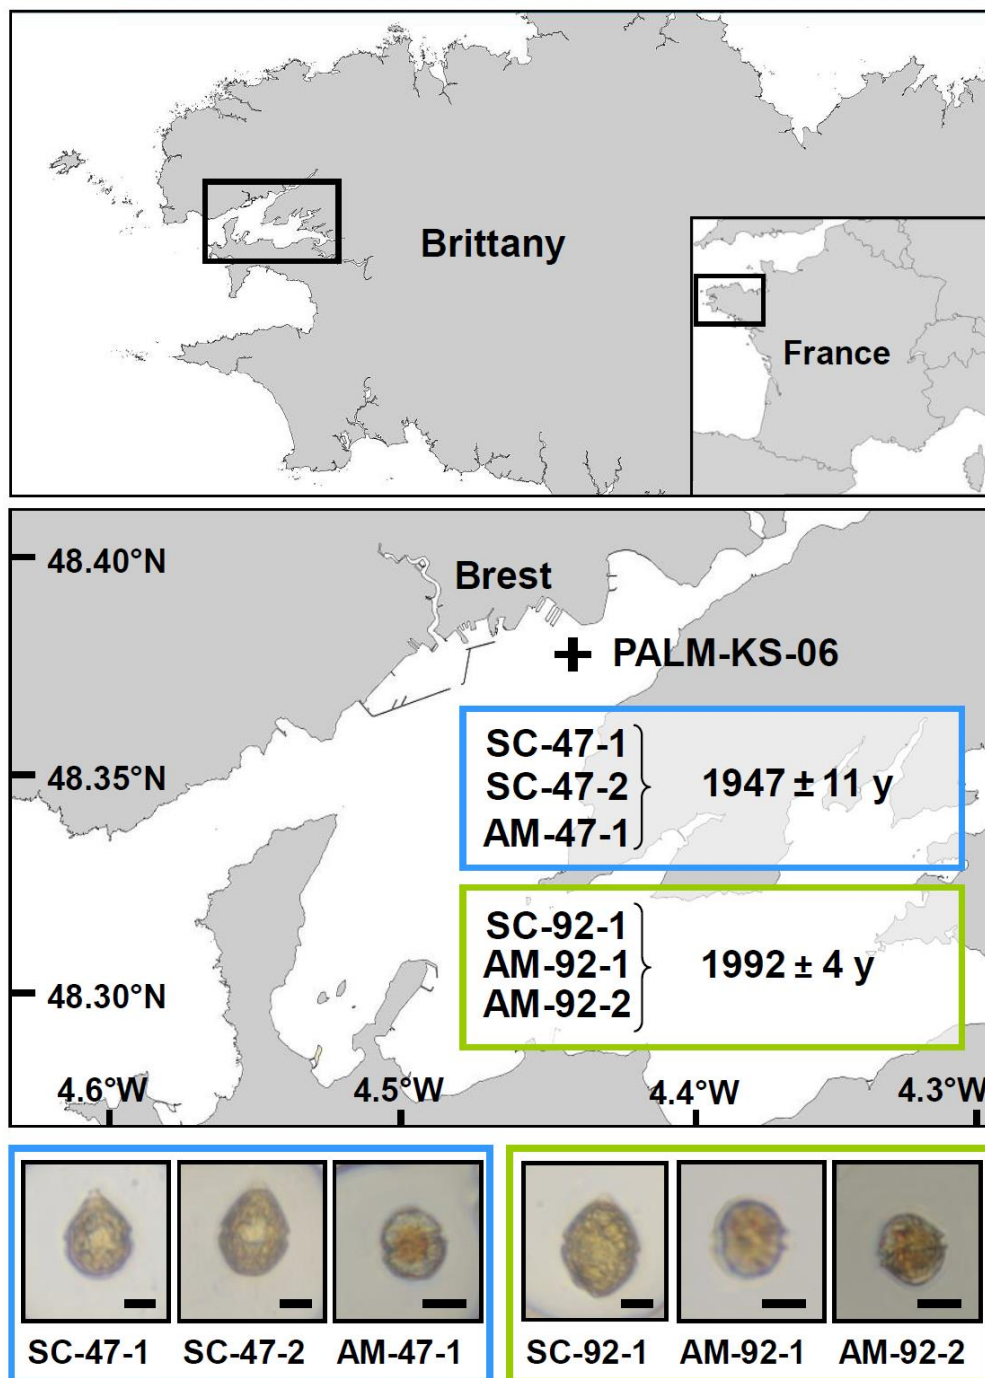 Brittany
France
48.40°N
Brest
PALM-KS-06
SC-47-1
SC-47-2
AM-47-1
1947 ± 11 y
48.35°N
SC-92-1
AM-92-1
AM-92-2
1992 ± 4 y
48.30°N
4.6°W
4.5°W
4.4°W
4.3°W
SC-47-1
SC-47-2
AM-47-1
SC-92-1
AM-92-1
AM-92-2